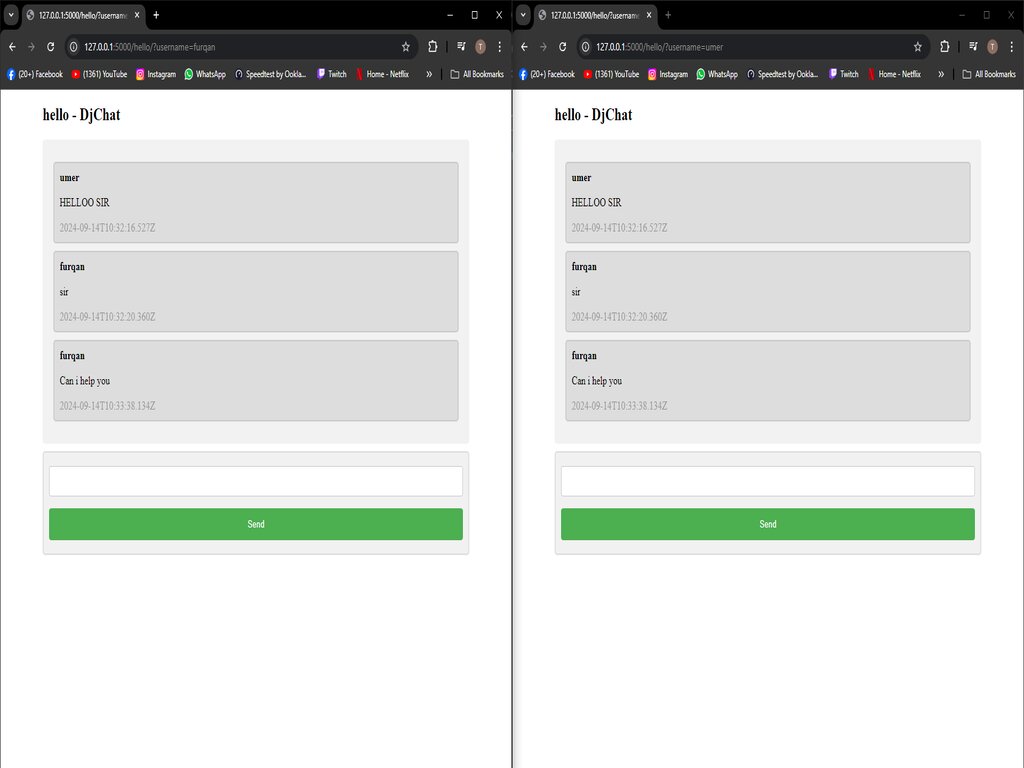 127.0.0.1:5000/hello/?username
127.0.0.1:5000/hello/?username=furqan
(20+) Facebook (1361) YouTube Instagram WhatsApp Speedtest by Ookla... Twitch Home - Netflix » All Bookmarks
hello - DjChat
umer
HELLOO SIR
2024-09-14T10:32:16.527Z
furqan
sir
2024-09-14T10:32:20.360Z
furqan
Can i help you
2024-09-14T10:33:38.134Z
Send
127.0.0.1:5000/hello/?username
127.0.0.1:5000/hello/?username=umer
(20+) Facebook (1361) YouTube Instagram WhatsApp Speedtest by Ookla... Twitch Home - Netflix » All Bookmarks
hello - DjChat
umer
HELLOO SIR
2024-09-14T10:32:16.527Z
furqan
sir
2024-09-14T10:32:20.360Z
furqan
Can i help you
2024-09-14T10:33:38.134Z
Send